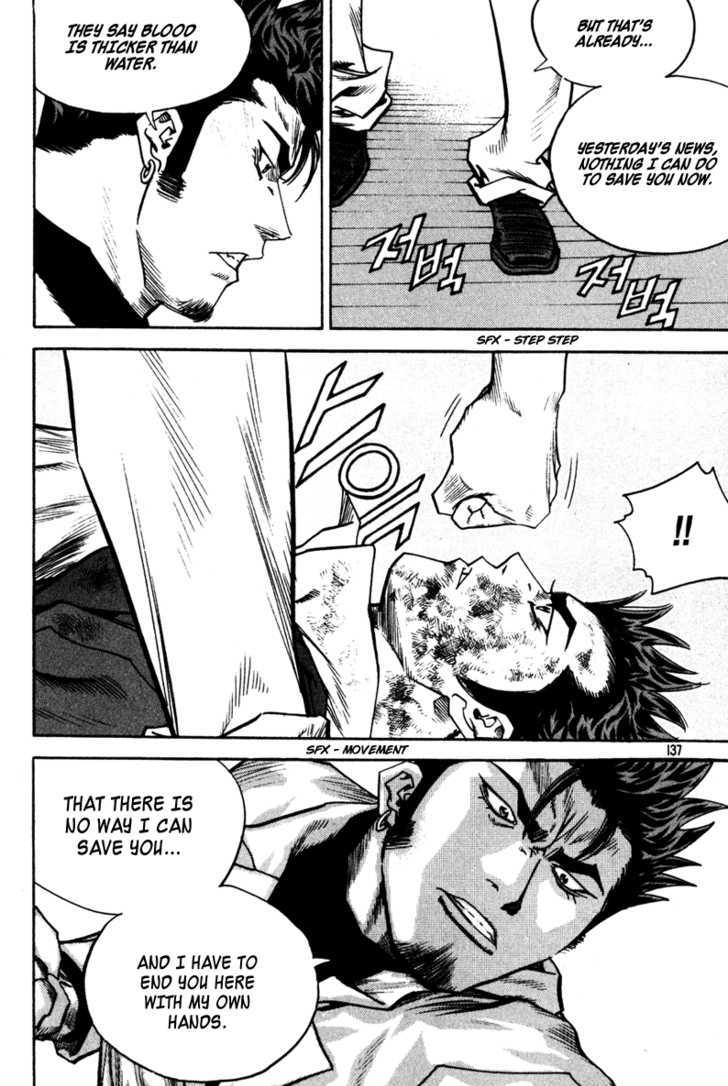 THEY SAY BLOOD
IS THICKER THAN
WATER.
BUT THAT'S
ALREADY...
YESTERDAY'S NEWS,
NOTHING I CAN DO
TO SAVE YOU NOW.
저벅
저벅
SFX - STEP STEP
!!
SFX - MOVEMENT
137
THAT THERE IS
NO WAY I CAN
SAVE YOU...
AND I HAVE TO
END YOU HERE
WITH MY OWN
HANDS.